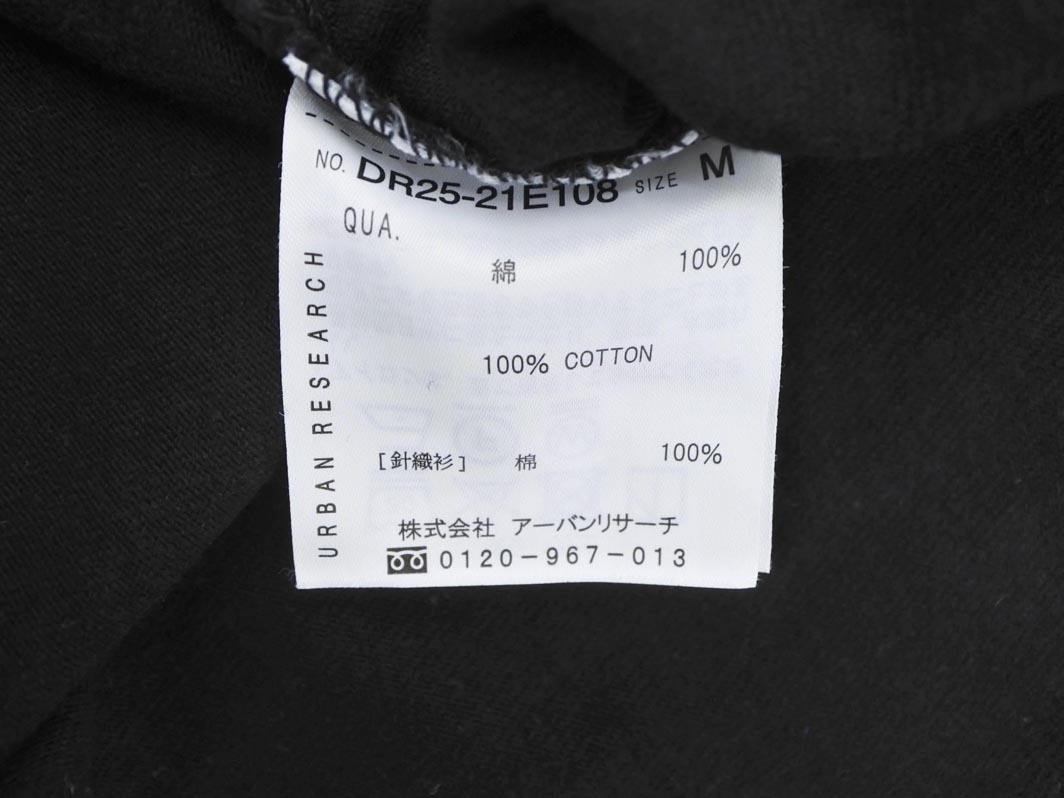 NO. DR25-21E108 SIZE M
QUA.
綿 100%
100% COTTON
[針織衫] 棉 100%
株式会社 アーバンリサーチ
0120-967-013
URBAN RESEARCH